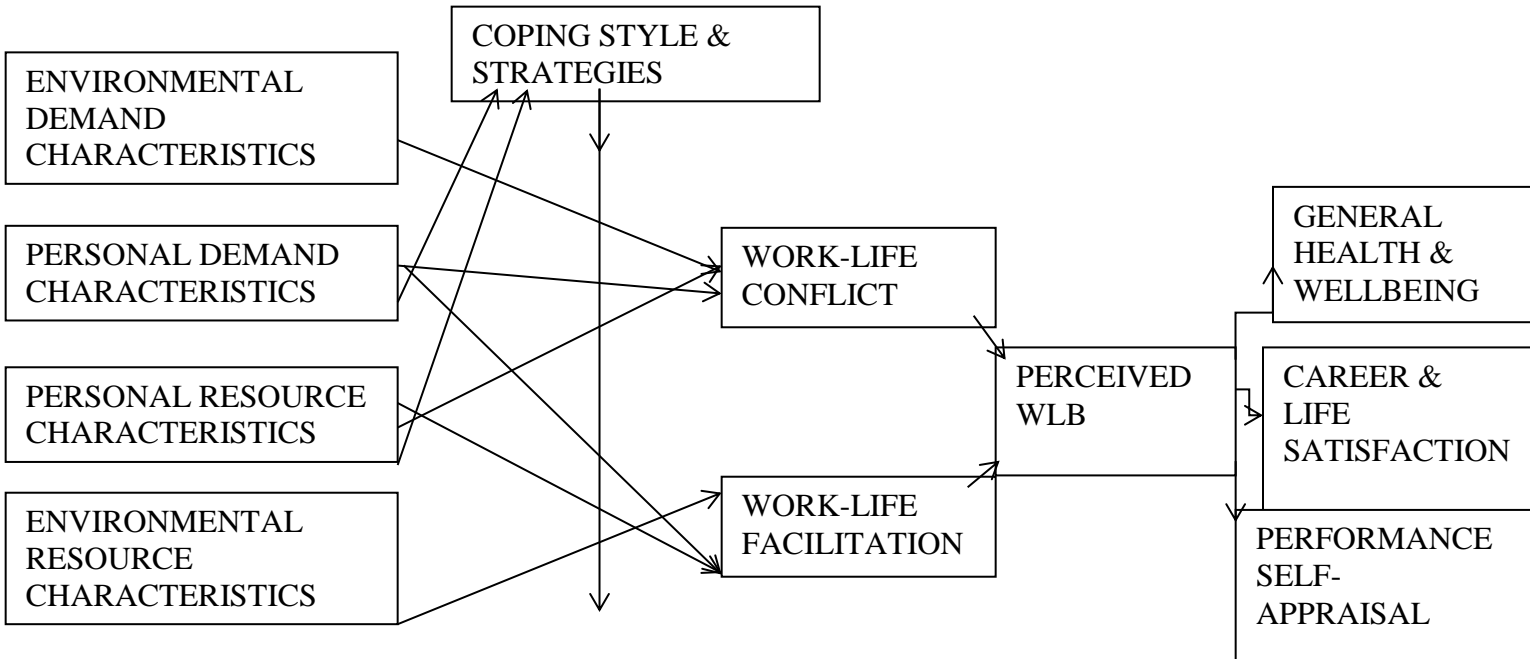 COPING STYLE &
STRATEGIES
ENVIRONMENTAL
DEMAND
CHARACTERISTICS
PERSONAL DEMAND
CHARACTERISTICS
PERSONAL RESOURCE
CHARACTERISTICS
ENVIRONMENTAL
RESOURCE
CHARACTERISTICS
WORK-LIFE
CONFLICT
WORK-LIFE
FACILITATION
PERCEIVED
WLB
GENERAL
HEALTH &
WELLBEING
CAREER &
LIFE
SATISFACTION
PERFORMANCE
SELF-
APPRAISAL